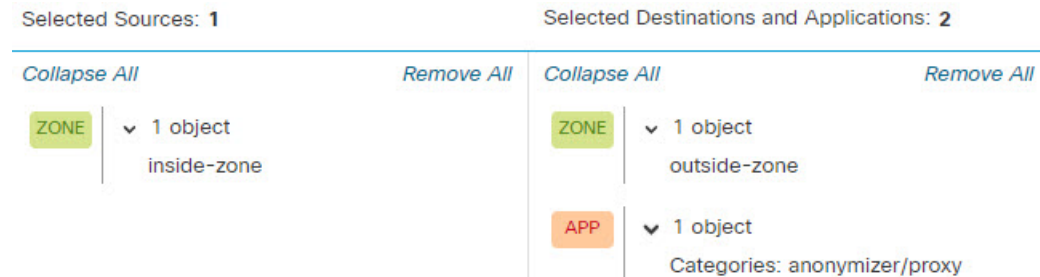 Selected Sources: 1
Selected Destinations and Applications: 2
Collapse All
Remove All
Collapse All
Remove All
ZONE
1 object
inside-zone
ZONE
1 object
outside-zone
APP
1 object
Categories: anonymizer/proxy